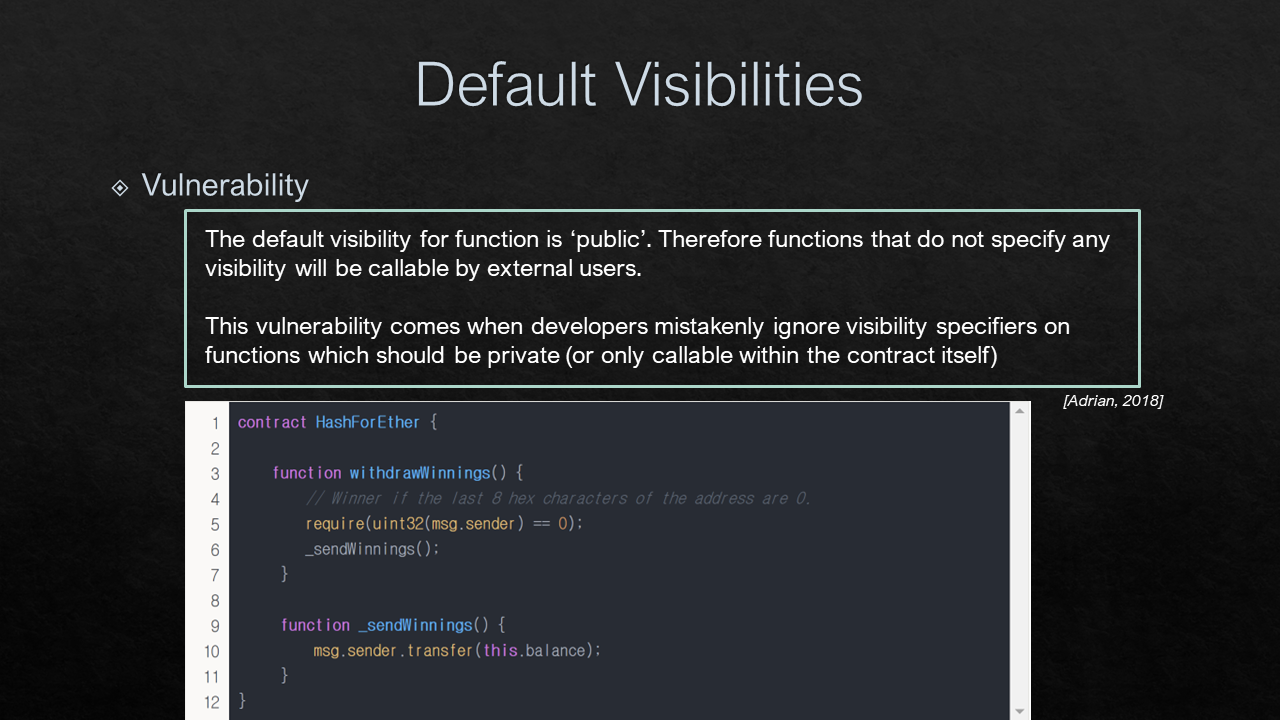 Default Visibilities
Vulnerability
The default visibility for function is ‘public’. Therefore functions that do not specify any
visibility will be callable by external users.
This vulnerability comes when developers mistakenly ignore visibility specifiers on
functions which should be private (or only callable within the contract itself)
[Adrian, 2018]
1 contract HashForEther {
2
3 function withdrawWinnings() {
4 // Winner if the last 8 hex characters of the address are 0.
5 require(uint32(msg.sender) == 0);
6 _sendWinnings();
7 }
8
9 function _sendWinnings() {
10 msg.sender.transfer(this.balance);
11 }
12 }